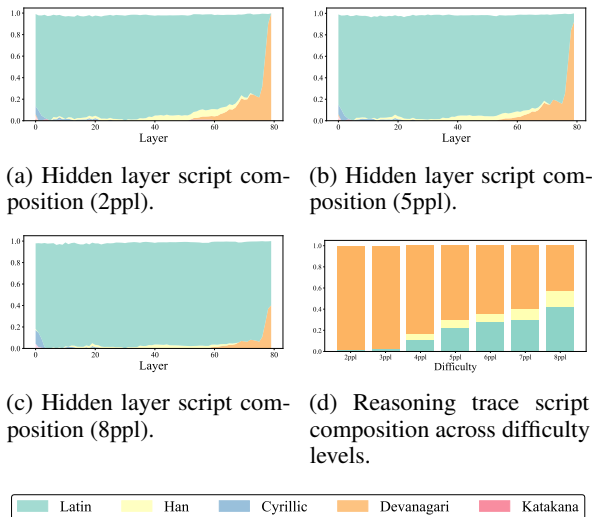 1.0
0.8
0.6
0.4
0.2
0.0
0 20 40 60 80
Layer
(a) Hidden layer script com-
position (2ppl).
1.0
0.8
0.6
0.4
0.2
0.0
0 20 40 60 80
Layer
(b) Hidden layer script com-
position (5ppl).
1.0
0.8
0.6
0.4
0.2
0.0
0 20 40 60 80
Layer
(c) Hidden layer script com-
position (8ppl).
1.0
0.8
0.6
0.4
0.2
0.0
2ppl 3ppl 4ppl 5ppl 6ppl 7ppl 8ppl
Difficulty
(d) Reasoning trace script
composition across difficulty
levels.
Latin Han Cyrillic Devanagari Katakana